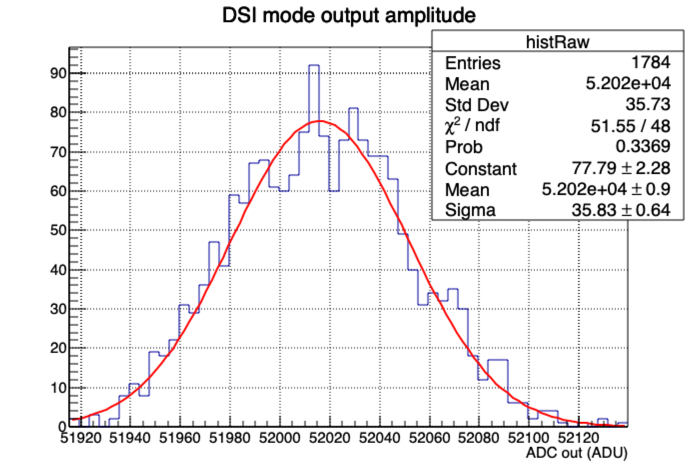 DSI mode output amplitude
histRaw
Entries 1784
Mean 5.202e+04
Std Dev 35.73
χ² / ndf 51.55 / 48
Prob 0.3369
Constant 77.79 ± 2.28
Mean 5.202e+04 ± 0.9
Sigma 35.83 ± 0.64
90
80
70
60
50
40
30
20
10
0
51920 51940 51960 51980 52000 52020 52040 52060 52080 52100 52120
ADC out (ADU)